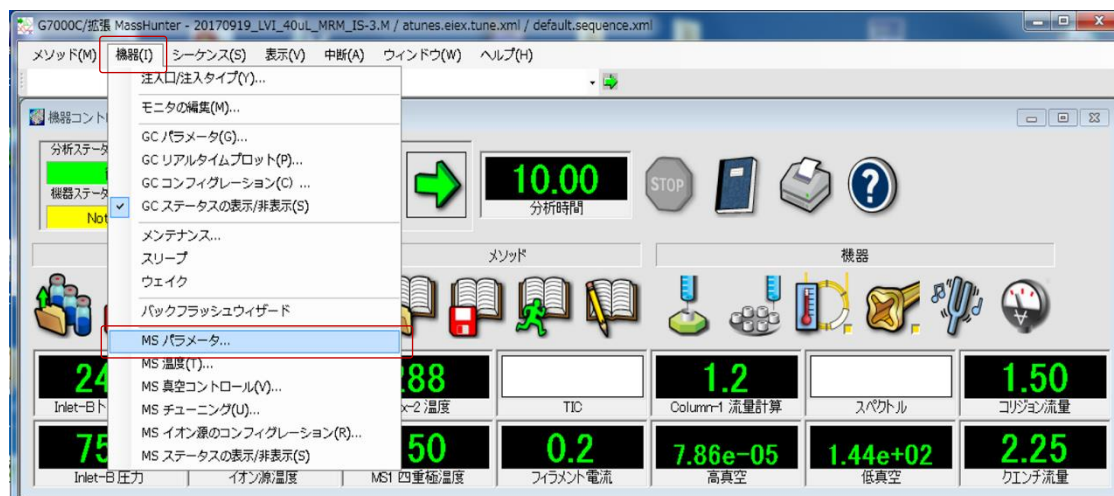 G7000C/拡張 MassHunter - 20170919_LVI_40uL_MRM_IS-3.M / atunes.eiex.tune.xml / default.sequence.xml
メソッド(M) 機器(I) シーケンス(S) 表示(V) 中断(A) ウィンドウ(W) ヘルプ(H)
注入口/注入タイプ(Y)...
モニタの編集(M)...
GC パラメータ(G)...
GC リアルタイムプロット(P)...
GC コンフィグレーション(C) ...
GC ステータスの表示/非表示(S)
メンテナンス...
スリープ
ウェイク
バックフラッシュウィザード
MS パラメータ...
MS 温度(T)...
MS 真空コントロール(V)...
MS チューニング(U)...
MS イオン源のコンフィグレーション(R)...
MS ステータスの表示/非表示(S)
機器コント
分析ステータ
機器ステータ
Not
10.00
分析時間
STOP
メソッド
機器
24
88
1.2
1.50
Inlet-B
x-2 温度
TIC
Column-1 流量計算
スペクトル
コリジョン流量
75
50
0.2
7.86e-05
1.44e+02
2.25
Inlet-B 圧力
イオン源温度
MS1 四重極温度
フィラメント電流
高真空
低真空
クエンチ流量